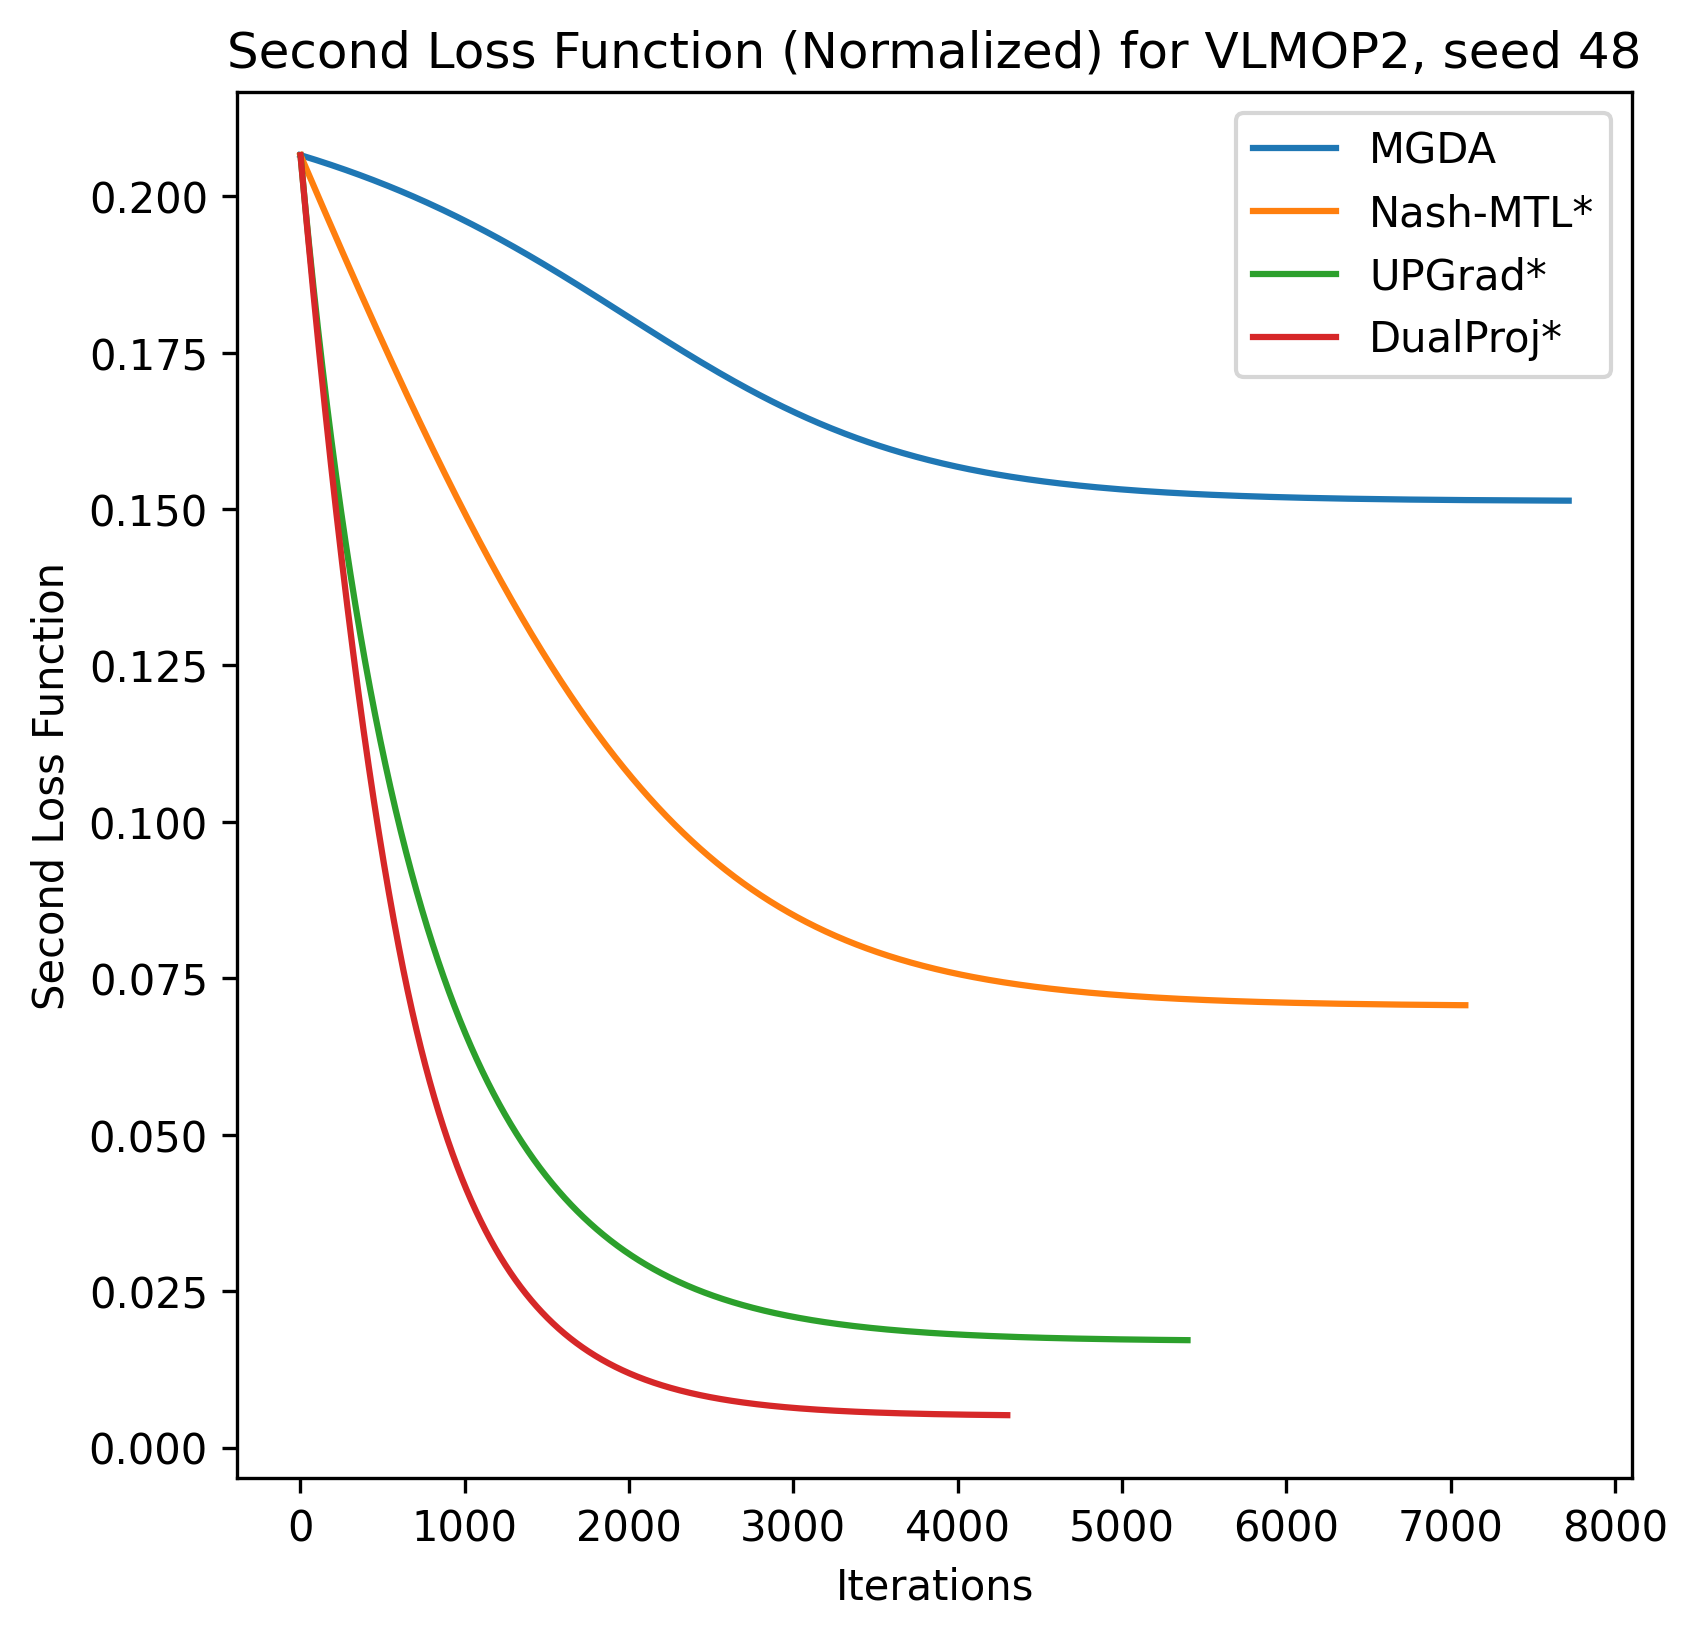 Second Loss Function (Normalized) for VLMOP2, seed 48
MGDA
Nash-MTL*
UPGrad*
DualProj*
Second Loss Function
0.200
0.175
0.150
0.125
0.100
0.075
0.050
0.025
0.000
0 1000 2000 3000 4000 5000 6000 7000 8000
Iterations